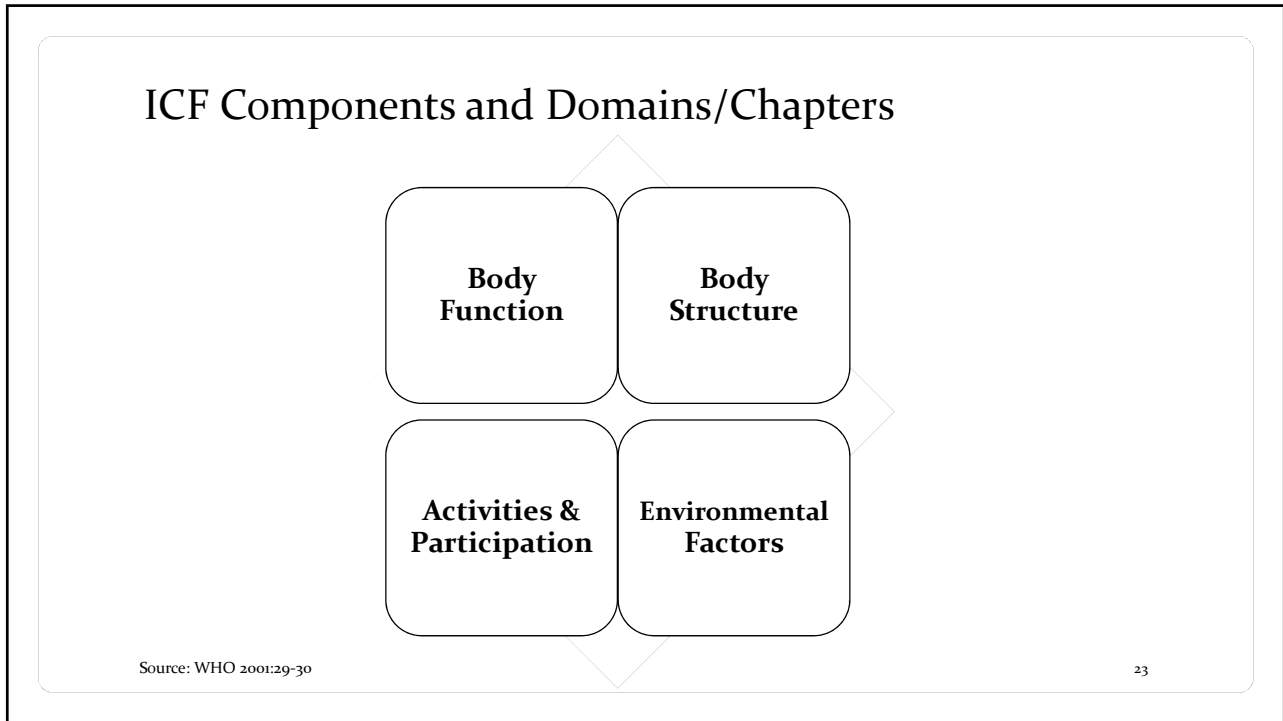 ICF Components and Domains/Chapters
Body
Function
Body
Structure
Activities &
Participation
Environmental
Factors
Source: WHO 2001:29-30
23